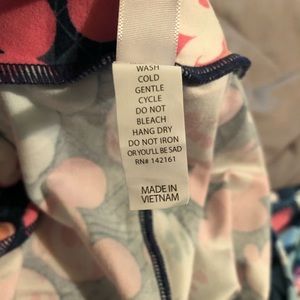 WASH
COLD
GENTLE
CYCLE
DO NOT
BLEACH
HANG DRY
DO NOT IRON
OR YOU'LL BE SAD
RN# 142161
MADE IN
VIETNAM